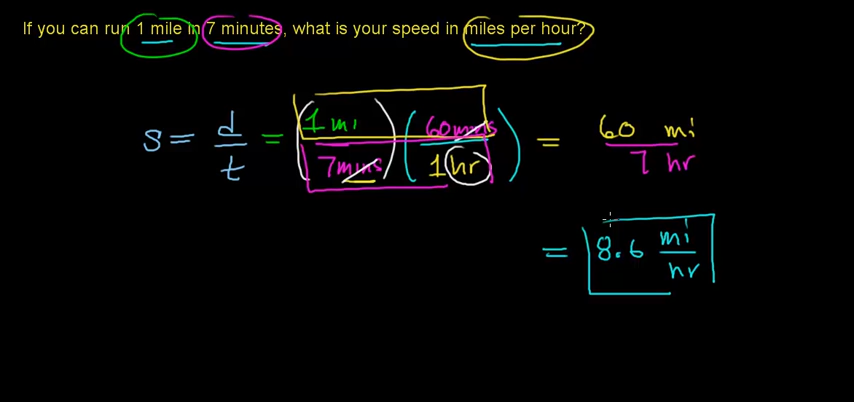 If you can run 1 mile in 7 minutes, what is your speed in miles per hour?
s = d/t = (1 mi / 7 mins) (60 mins / 1 hr) = 60 mi / 7 hr
= 8.6 mi/hr